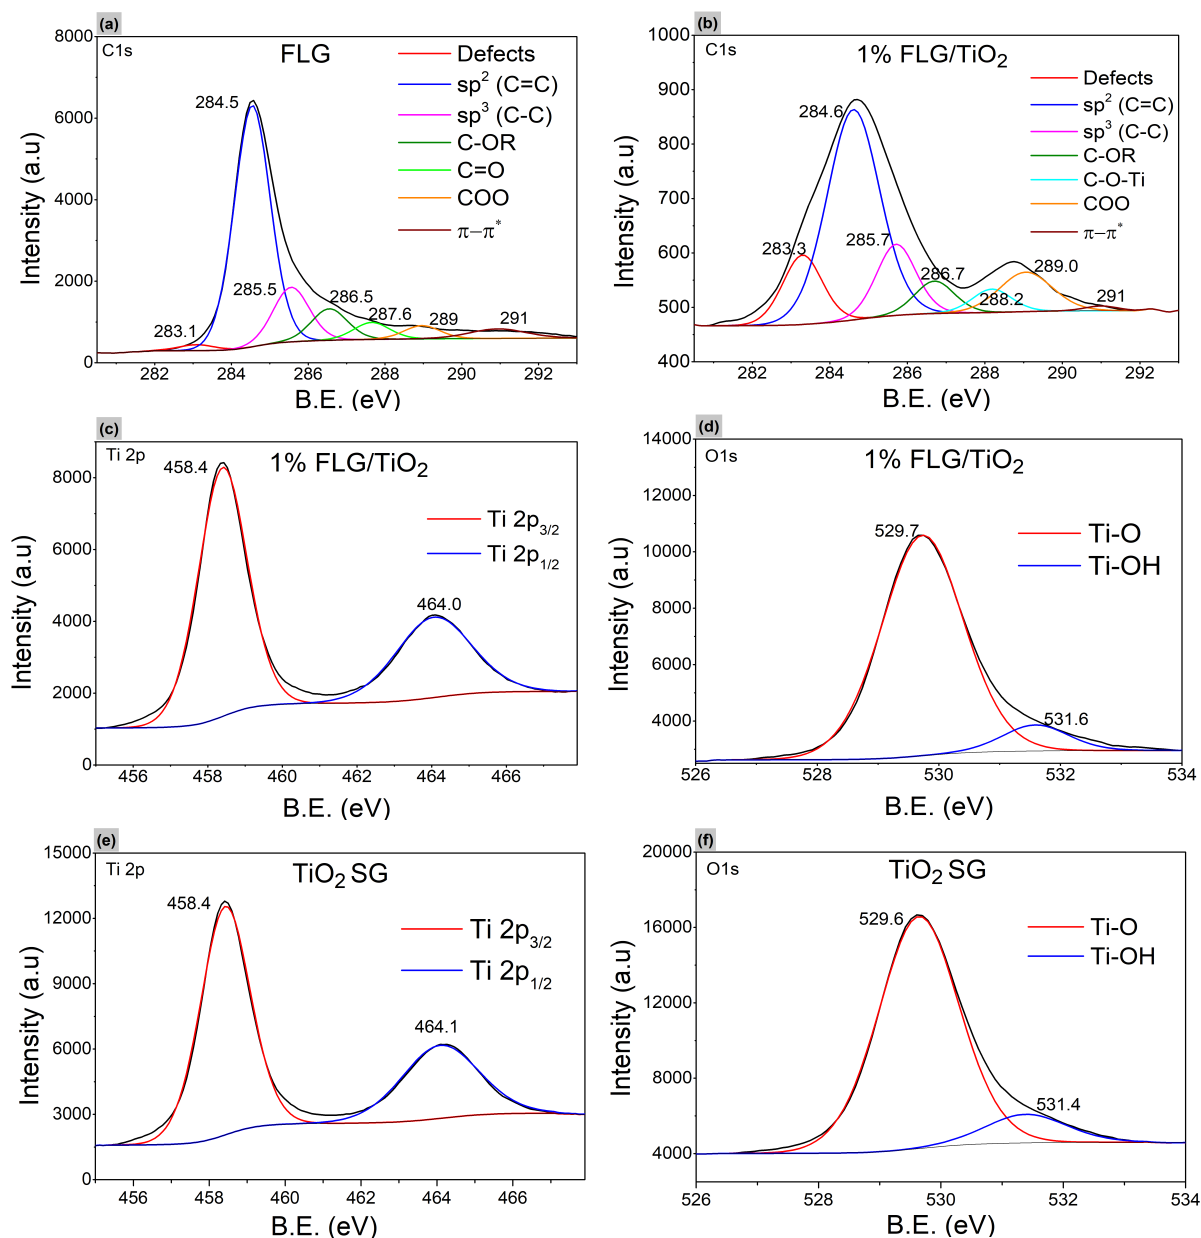 (a)
C1s
FLG
Defects
sp² (C=C)
sp³ (C-C)
C-OR
C=O
COO
π−π*
284.5
283.1
285.5
286.5
287.6
289
291
8000
6000
4000
2000
0
282 284 286 288 290 292
Intensity (a.u)
B.E. (eV)
(b)
C1s
1% FLG/TiO₂
Defects
sp² (C=C)
sp³ (C-C)
C-OR
C-O-Ti
COO
π−π*
284.6
283.3
285.7
286.7
288.2
289.0
291
1000
900
800
700
600
500
400
282 284 286 288 290 292
Intensity (a.u)
B.E. (eV)
(c)
Ti 2p
1% FLG/TiO₂
458.4
464.0
Ti 2p₃/₂
Ti 2p₁/₂
8000
6000
4000
2000
0
456 458 460 462 464 466
Intensity (a.u)
B.E. (eV)
(d)
O1s
1% FLG/TiO₂
529.7
531.6
Ti-O
Ti-OH
14000
12000
10000
8000
6000
4000
526 528 530 532 534
Intensity (a.u)
B.E. (eV)
(e)
Ti 2p
TiO₂ SG
458.4
464.1
Ti 2p₃/₂
Ti 2p₁/₂
15000
12000
9000
6000
3000
0
456 458 460 462 464 466
Intensity (a.u)
B.E. (eV)
(f)
O1s
TiO₂ SG
529.6
531.4
Ti-O
Ti-OH
20000
16000
12000
8000
4000
526 528 530 532 534
Intensity (a.u)
B.E. (eV)